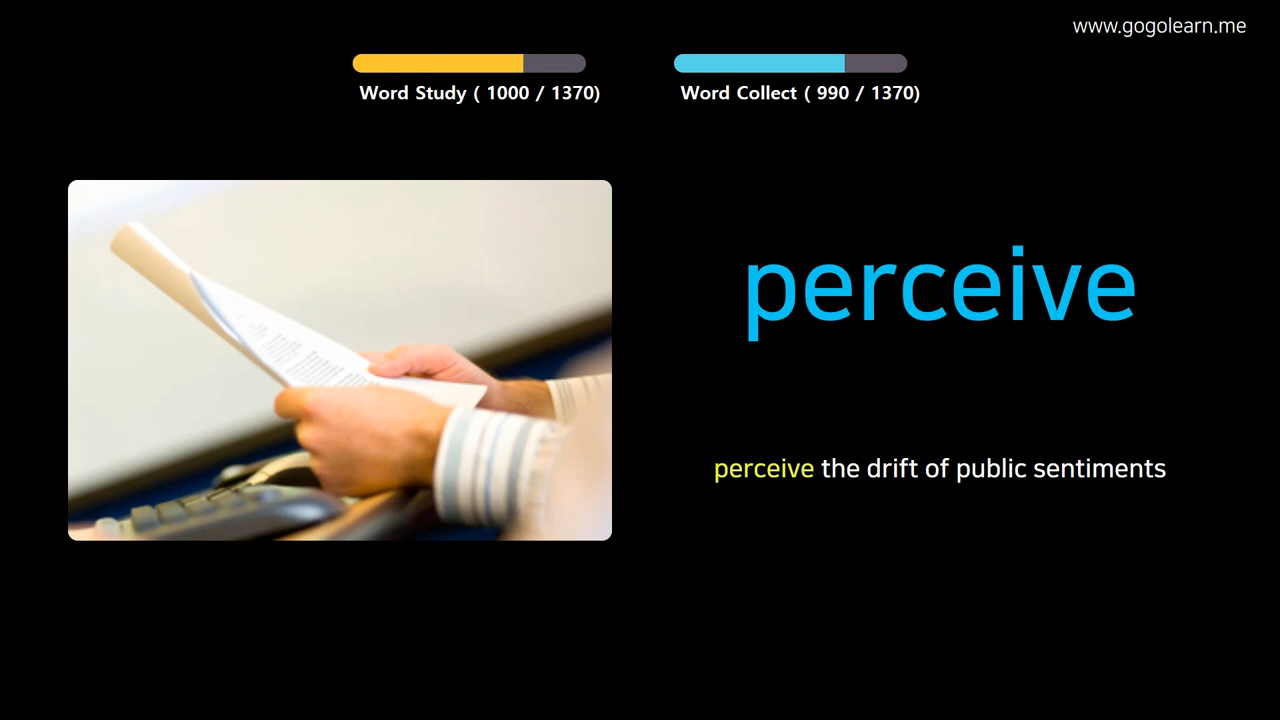 www.gogolearn.me
Word Study ( 1000 / 1370)
Word Collect ( 990 / 1370)
perceive
perceive the drift of public sentiments